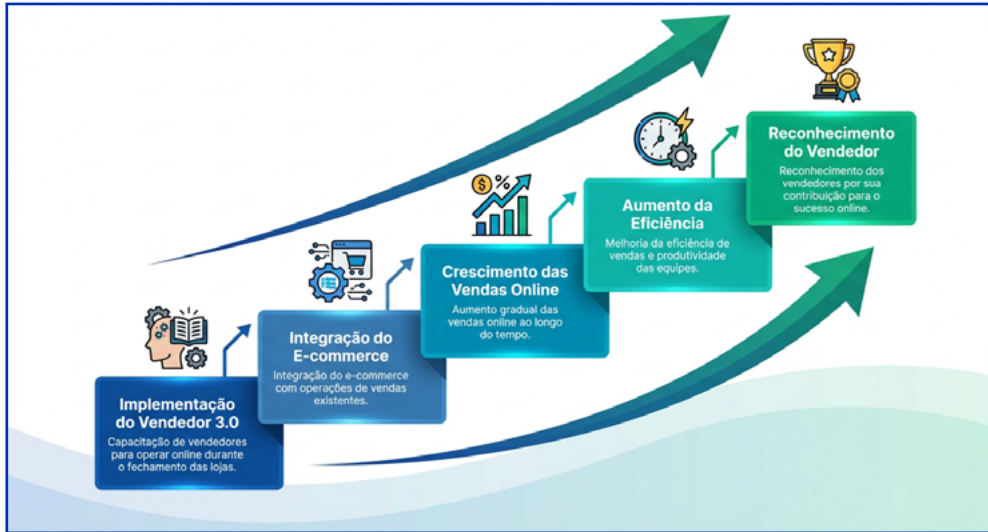 Implementação
do Vendedor 3.0
Capacitação de vendedores
para operar online durante
o fechamento das lojas.
Integração do
E-commerce
Integração do e-commerce
com operações de vendas
existentes.
$ %
Crescimento das
Vendas Online
Aumento gradual das
vendas online ao longo
do tempo.
Aumento da
Eficiência
Melhoria da eficiência de
vendas e produtividade
das equipes.
Reconhecimento
do Vendedor
Reconhecimento dos
vendedores por sua
contribuição para o
sucesso online.